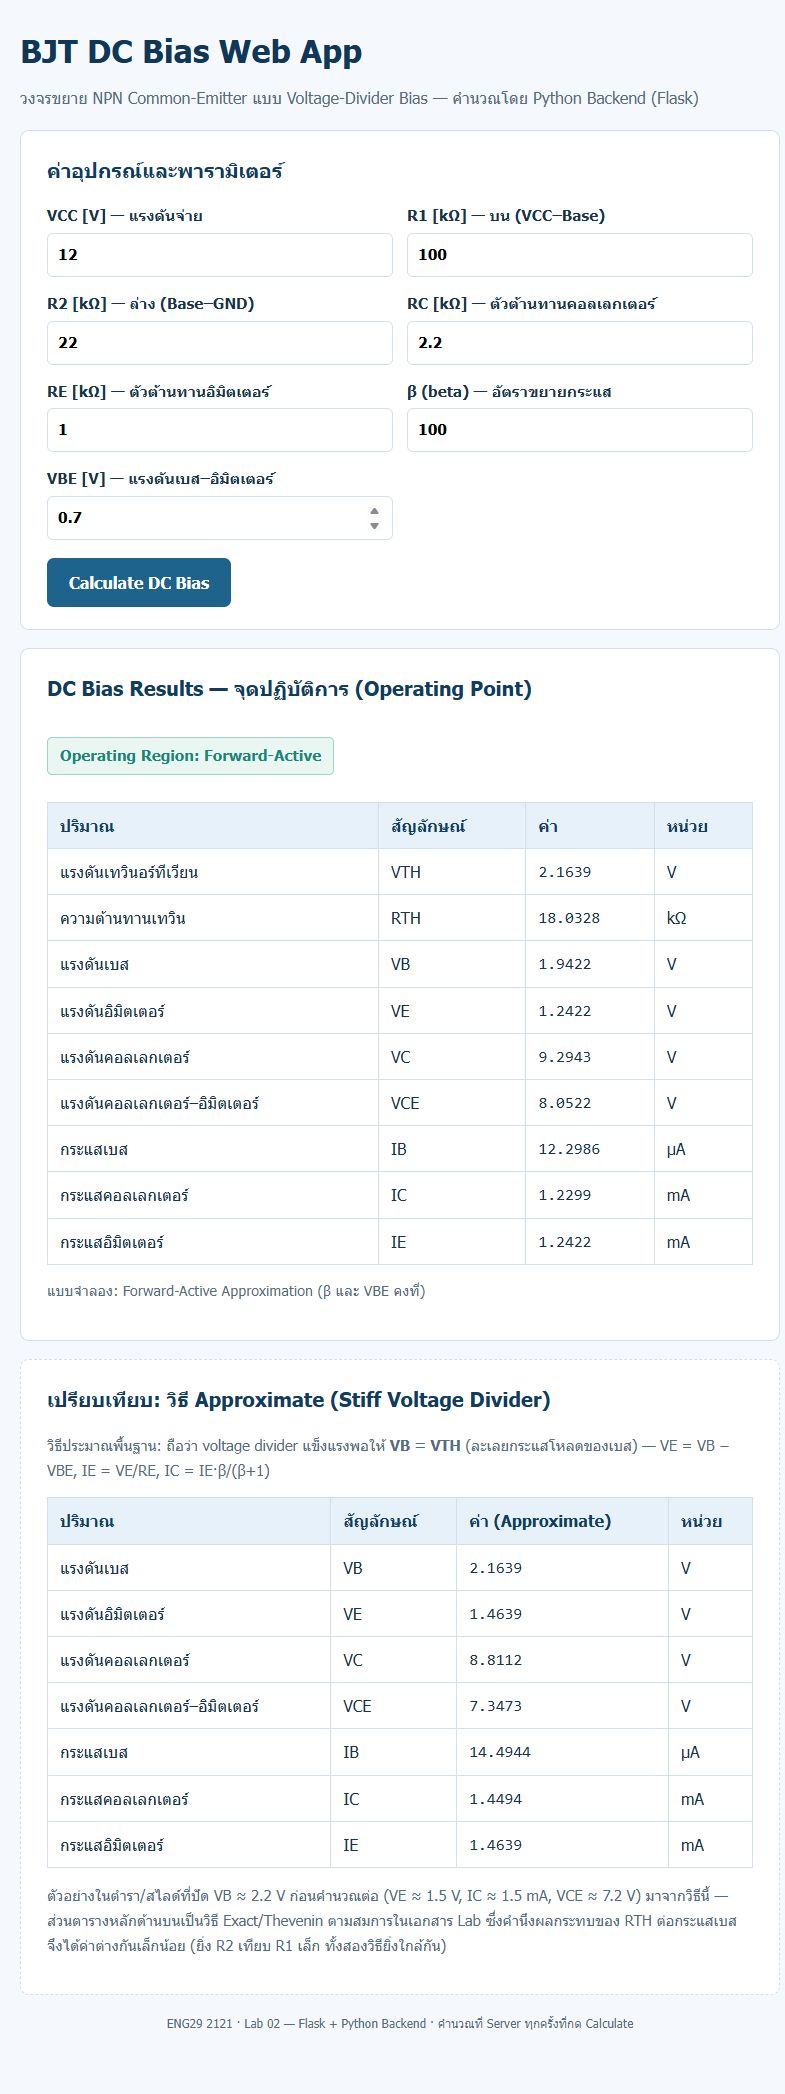 BJT DC Bias Web App
วงจรขยาย NPN Common-Emitter แบบ Voltage-Divider Bias — คำนวณโดย Python Backend (Flask)
ค่าอุปกรณ์และพารามิเตอร์
VCC [V] — แรงดันจ่าย
R1 [kΩ] — บน (VCC–Base)
12
100
R2 [kΩ] — ล่าง (Base–GND)
RC [kΩ] — ตัวต้านทานคอลเลกเตอร์
22
2.2
RE [kΩ] — ตัวต้านทานอิมิตเตอร์
β (beta) — อัตราขยายกระแส
1
100
VBE [V] — แรงดันเบส–อิมิตเตอร์
0.7
Calculate DC Bias
DC Bias Results — จุดปฏิบัติการ (Operating Point)
Operating Region: Forward-Active
ปริมาณ สัญลักษณ์ ค่า หน่วย
แรงดันเทวินอร์ทีเวียน VTH 2.1639 V
ความต้านทานเทวิน RTH 18.0328 kΩ
แรงดันเบส VB 1.9422 V
แรงดันอิมิตเตอร์ VE 1.2422 V
แรงดันคอลเลกเตอร์ VC 9.2943 V
แรงดันคอลเลกเตอร์–อิมิตเตอร์ VCE 8.0522 V
กระแสเบส IB 12.2986 μA
กระแสคอลเลกเตอร์ IC 1.2299 mA
กระแสอิมิตเตอร์ IE 1.2422 mA
แบบจำลอง: Forward-Active Approximation (β และ VBE คงที่)
เปรียบเทียบ: วิธี Approximate (Stiff Voltage Divider)
วิธีประมาณพื้นฐาน: ถือว่า voltage divider แข็งแรงพอให้ VB = VTH (ละเลยกระแสโหลดของเบส) — VE = VB −
VBE, IE = VE/RE, IC = IE·β/(β+1)
ปริมาณ สัญลักษณ์ ค่า (Approximate) หน่วย
แรงดันเบส VB 2.1639 V
แรงดันอิมิตเตอร์ VE 1.4639 V
แรงดันคอลเลกเตอร์ VC 8.8112 V
แรงดันคอลเลกเตอร์–อิมิตเตอร์ VCE 7.3473 V
กระแสเบส IB 14.4944 μA
กระแสคอลเลกเตอร์ IC 1.4494 mA
กระแสอิมิตเตอร์ IE 1.4639 mA
ตัวอย่างในตำรา/สไลด์ที่ปัด VB ≈ 2.2 V ก่อนคำนวณต่อ (VE ≈ 1.5 V, IC ≈ 1.5 mA, VCE ≈ 7.2 V) มาจากวิธีนี้ —
ส่วนตารางหลักด้านบนเป็นวิธี Exact/Thevenin ตามสมการในเอกสาร Lab ซึ่งคำนึงผลกระทบของ RTH ต่อกระแสเบส
จึงได้ค่าต่างกันเล็กน้อย (ยิ่ง R2 เทียบ R1 เล็ก ทั้งสองวิธียิ่งใกล้กัน)
ENG29 2121 · Lab 02 — Flask + Python Backend · คำนวณที่ Server ทุกครั้งที่กด Calculate